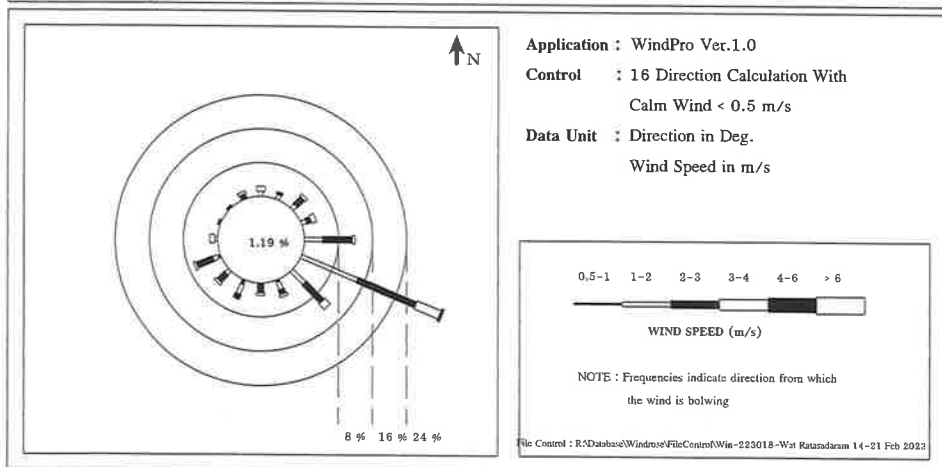 N
1.19 %
8 % 16 % 24 %
Application : WindPro Ver.1.0
Control : 16 Direction Calculation With
Calm Wind < 0.5 m/s
Data Unit : Direction in Deg.
Wind Speed in m/s
0.5-1 1-2 2-3 3-4 4-6 > 6
WIND SPEED (m/s)
NOTE : Frequencies indicate direction from which
the wind is bolwing
File Control : R:\Database\Windrose\FileControl\Win-223018-Wat Ratasadaram 14-21 Feb 2023